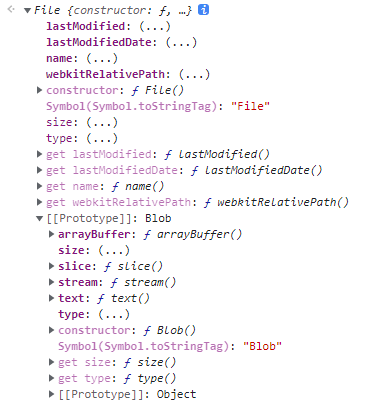 File {constructor: ƒ, …} i
lastModified: (...)
lastModifiedDate: (...)
name: (...)
webkitRelativePath: (...)
constructor: ƒ File()
Symbol(Symbol.toStringTag): "File"
size: (...)
type: (...)
get lastModified: ƒ lastModified()
get lastModifiedDate: ƒ lastModifiedDate()
get name: ƒ name()
get webkitRelativePath: ƒ webkitRelativePath()
[[Prototype]]: Blob
arrayBuffer: ƒ arrayBuffer()
size: (...)
slice: ƒ slice()
stream: ƒ stream()
text: ƒ text()
type: (...)
constructor: ƒ Blob()
Symbol(Symbol.toStringTag): "Blob"
get size: ƒ size()
get type: ƒ type()
[[Prototype]]: Object